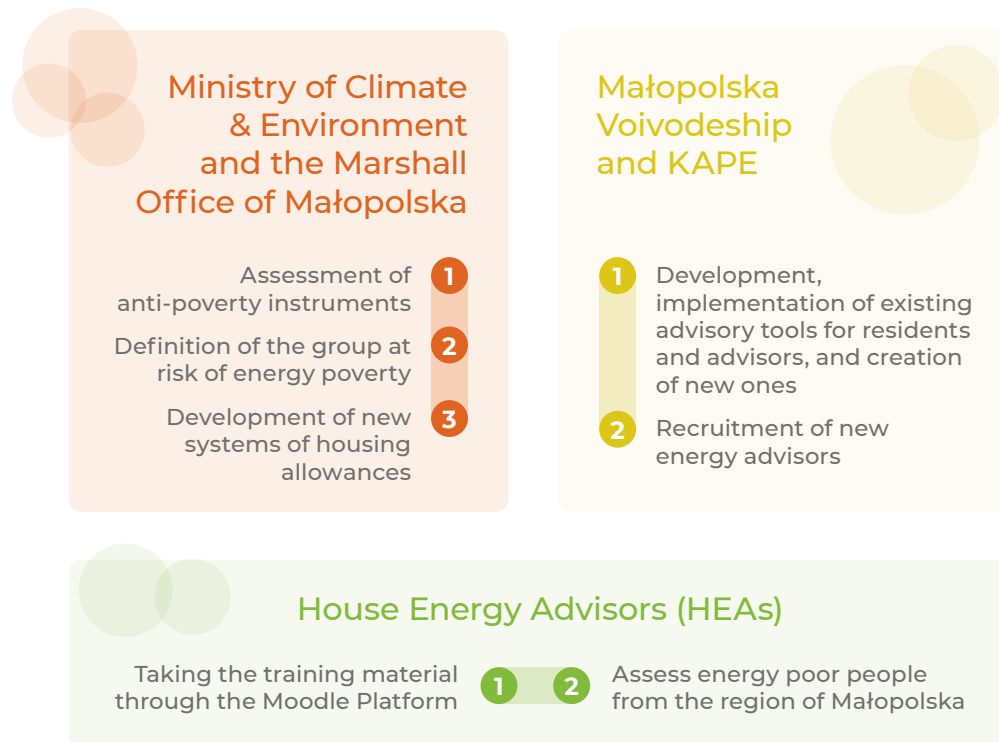 Ministry of Climate
& Environment
and the Marshall
Office of Małopolska
1
Assessment of
anti-poverty instruments
2
Definition of the group at
risk of energy poverty
3
Development of new
systems of housing
allowances
Małopolska
Voivodeship
and KAPE
1
Development,
implementation of existing
advisory tools for residents
and advisors, and creation
of new ones
2
Recruitment of new
energy advisors
House Energy Advisors (HEAs)
1
Taking the training material
through the Moodle Platform
2
Assess energy poor people
from the region of Małopolska